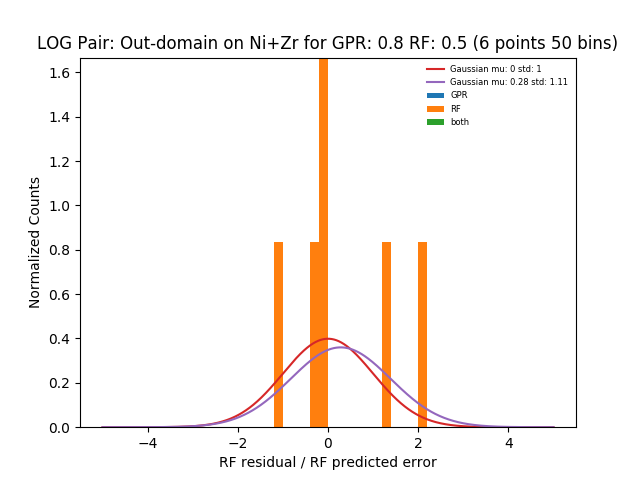 LOG Pair: Out-domain on Ni+Zr for GPR: 0.8 RF: 0.5 (6 points 50 bins)
Gaussian mu: 0 std: 1
Gaussian mu: 0.28 std: 1.11
GPR
RF
both
Normalized Counts
1.6
1.4
1.2
1.0
0.8
0.6
0.4
0.2
0.0
−4 −2 0 2 4
RF residual / RF predicted error